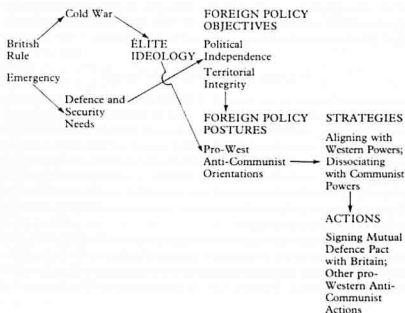 Cold War
British
Rule
Emergency
Defence and
Security
Needs
ÉLITE
IDEOLOGY
FOREIGN POLICY
OBJECTIVES
Political
Independence
Territorial
Integrity
FOREIGN POLICY
POSTURES
Pro-West
Anti-Communist
Orientations
STRATEGIES
Aligning with
Western Powers;
Dissociating
with Communist
Powers
ACTIONS
Signing Mutual
Defence Pact
with Britain;
Other pro-
Western Anti-
Communist
Actions